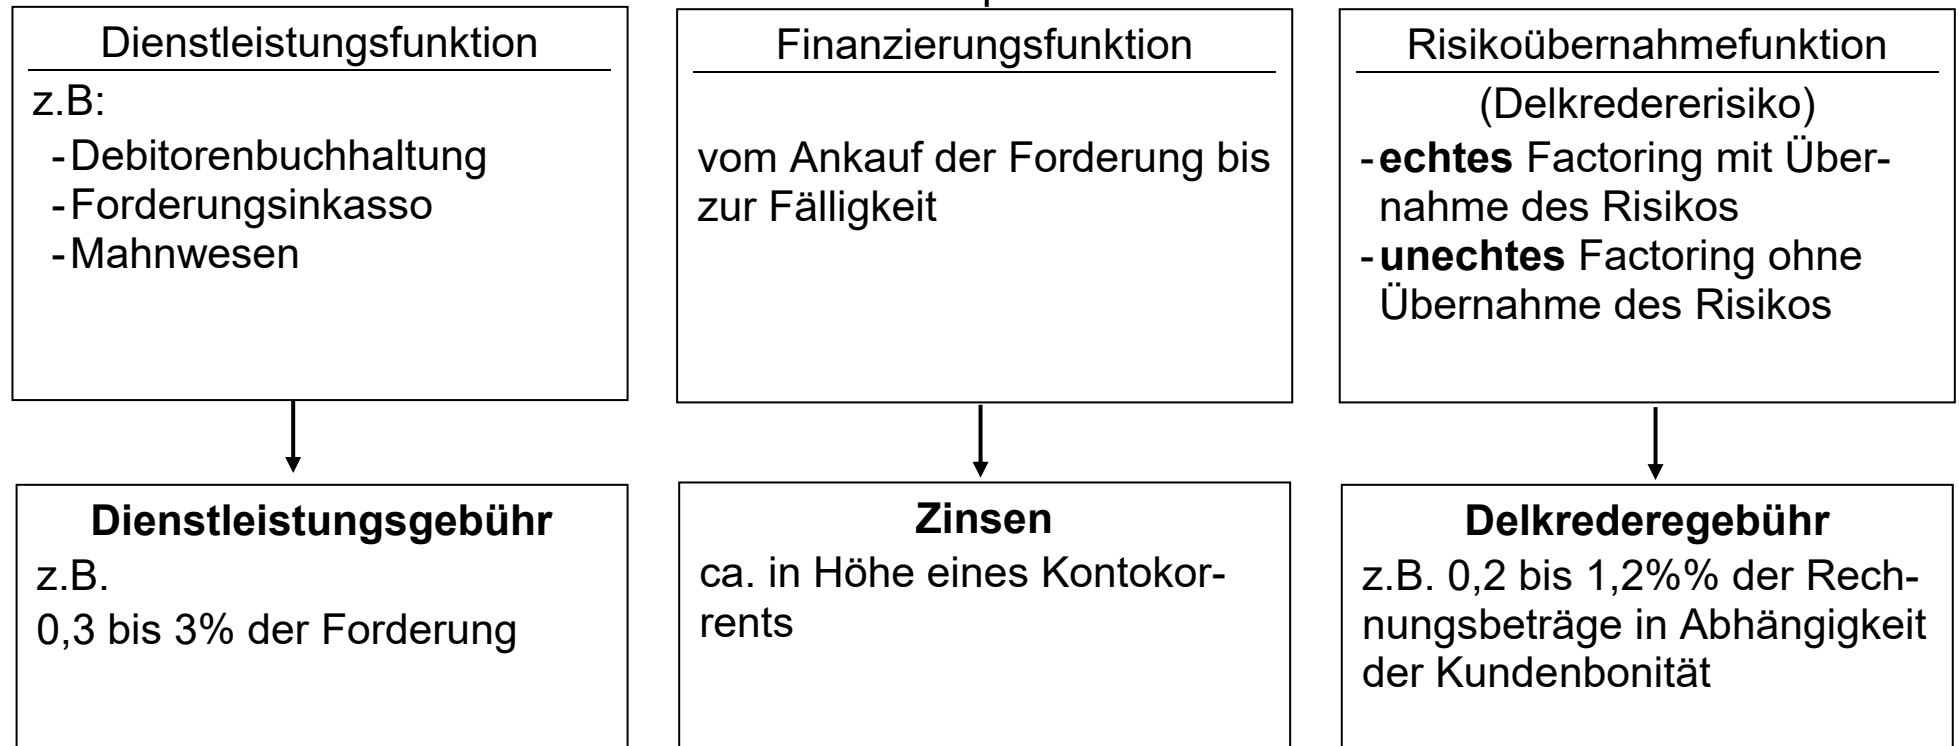 Dienstleistungsfunktion
z.B:
-Debitorenbuchhaltung
-Forderungsinkasso
-Mahnwesen
Finanzierungsfunktion
vom Ankauf der Forderung bis
zur Fälligkeit
Risikoübernahmefunktion
(Delkredererisiko)
-echtes Factoring mit Über-
nahme des Risikos
-unechtes Factoring ohne
Übernahme des Risikos
Dienstleistungsgebühr
z.B.
0,3 bis 3% der Forderung
Zinsen
ca. in Höhe eines Kontokor-
rents
Delkrederegebühr
z.B. 0,2 bis 1,2%% der Rech-
nungsbeträge in Abhängigkeit
der Kundenbonität